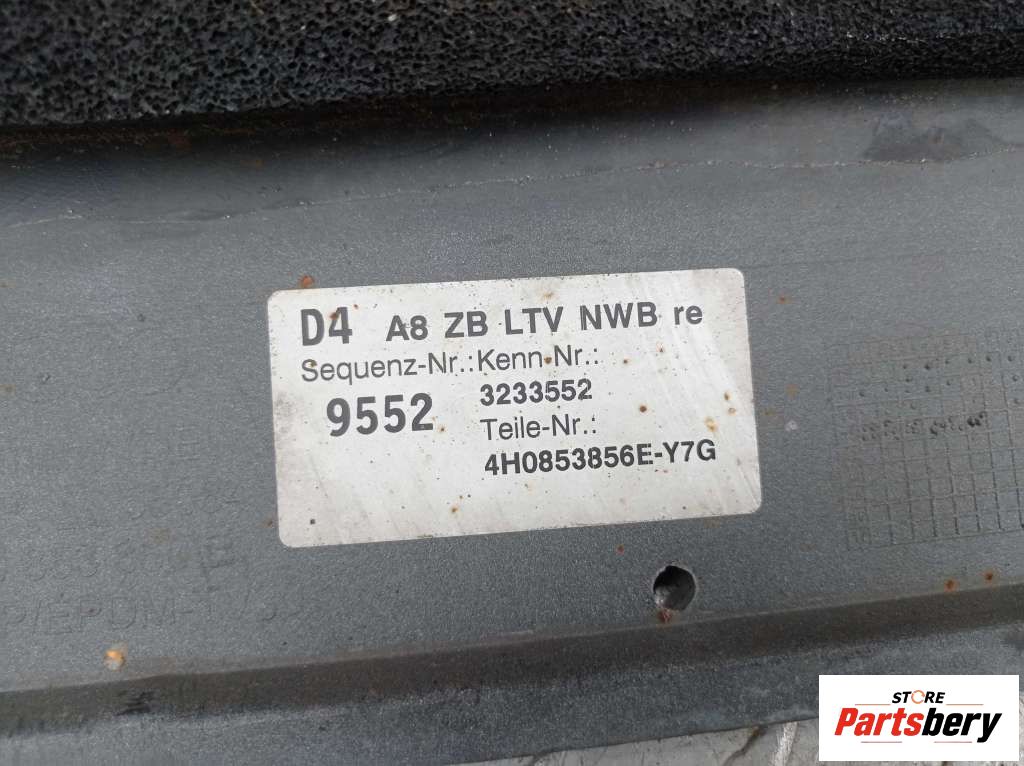 D4 A8 ZB LTV NWB re
Sequenz-Nr.: Kenn-Nr.:
9552 3233552
Teile-Nr.:
4H0853856E-Y7G
STORE
Partsbery